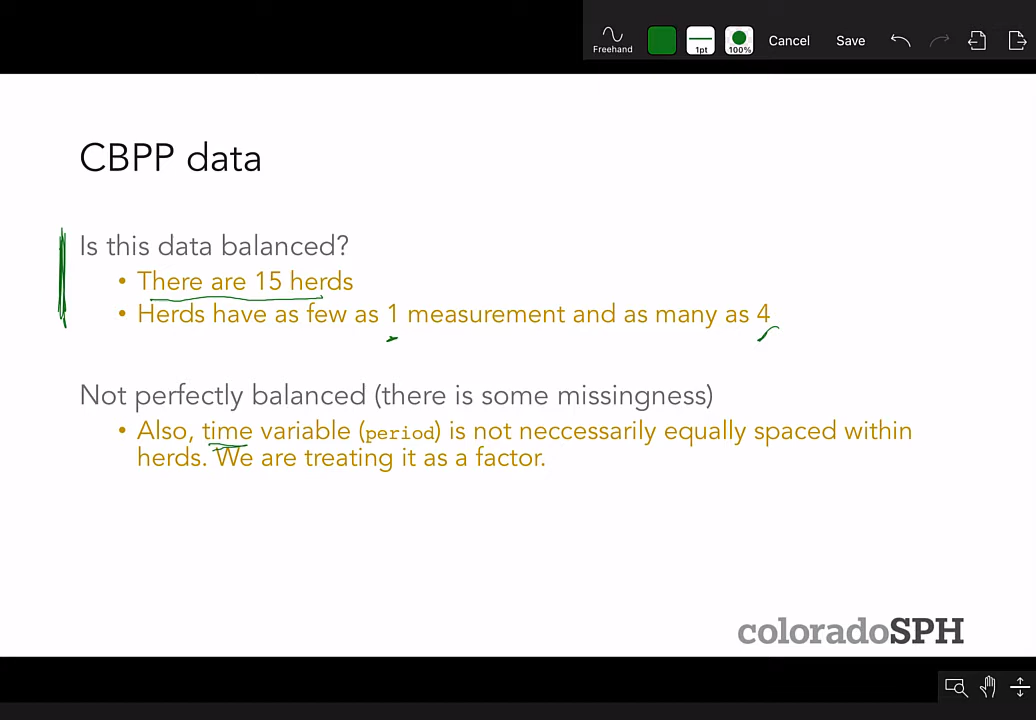 Freehand
1pt
100%
Cancel
Save
CBPP data
Is this data balanced?
• There are 15 herds
• Herds have as few as 1 measurement and as many as 4
Not perfectly balanced (there is some missingness)
• Also, time variable (period) is not neccessarily equally spaced within
herds. We are treating it as a factor.
coloradoSPH